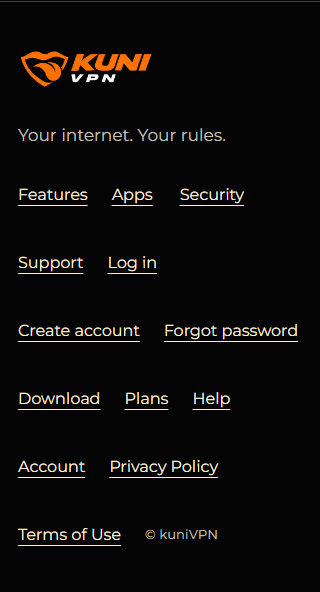 KUNI
VPN
Your internet. Your rules.
Features Apps Security
Support Log in
Create account Forgot password
Download Plans Help
Account Privacy Policy
Terms of Use © kuniVPN